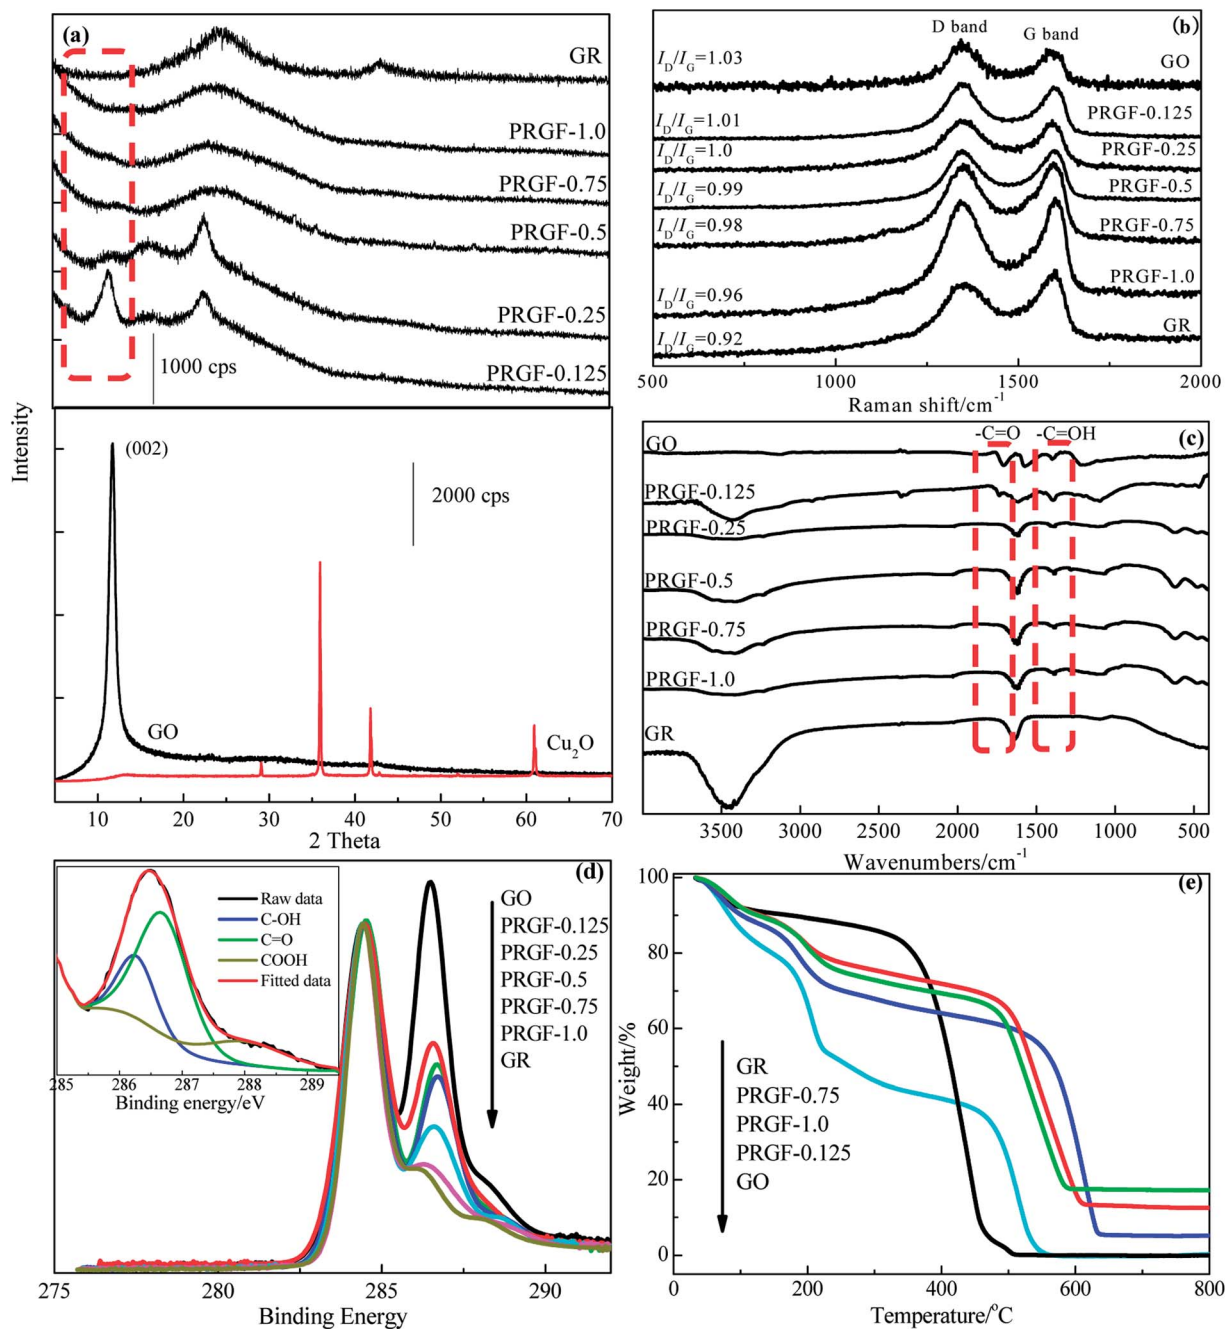 (a)
GR
PRGF-1.0
PRGF-0.75
PRGF-0.5
PRGF-0.25
PRGF-0.125
1000 cps
(002)
2000 cps
GO
Cu2O
10 20 30 40 50 60 70
2 Theta
Intensity
(b)
D band
G band
ID/IG=1.03
GO
ID/IG=1.01
PRGF-0.125
ID/IG=1.0
PRGF-0.25
ID/IG=0.99
PRGF-0.5
ID/IG=0.98
PRGF-0.75
ID/IG=0.96
PRGF-1.0
ID/IG=0.92
GR
500 1000 1500 2000
Raman shift/cm-1
(c)
-C=O
-C=OH
GO
PRGF-0.125
PRGF-0.25
PRGF-0.5
PRGF-0.75
PRGF-1.0
GR
3500 3000 2500 2000 1500 1000 500
Wavenumbers/cm-1
(d)
Raw data
C-OH
C=O
COOH
Fitted data
285 286 287 288 289
Binding energy/eV
GO
PRGF-0.125
PRGF-0.25
PRGF-0.5
PRGF-0.75
PRGF-1.0
GR
275 280 285 290
Binding Energy
(e)
100
80
60
40
20
0
Weight/%
GR
PRGF-0.75
PRGF-1.0
PRGF-0.125
GO
0 200 400 600 800
Temperature/°C